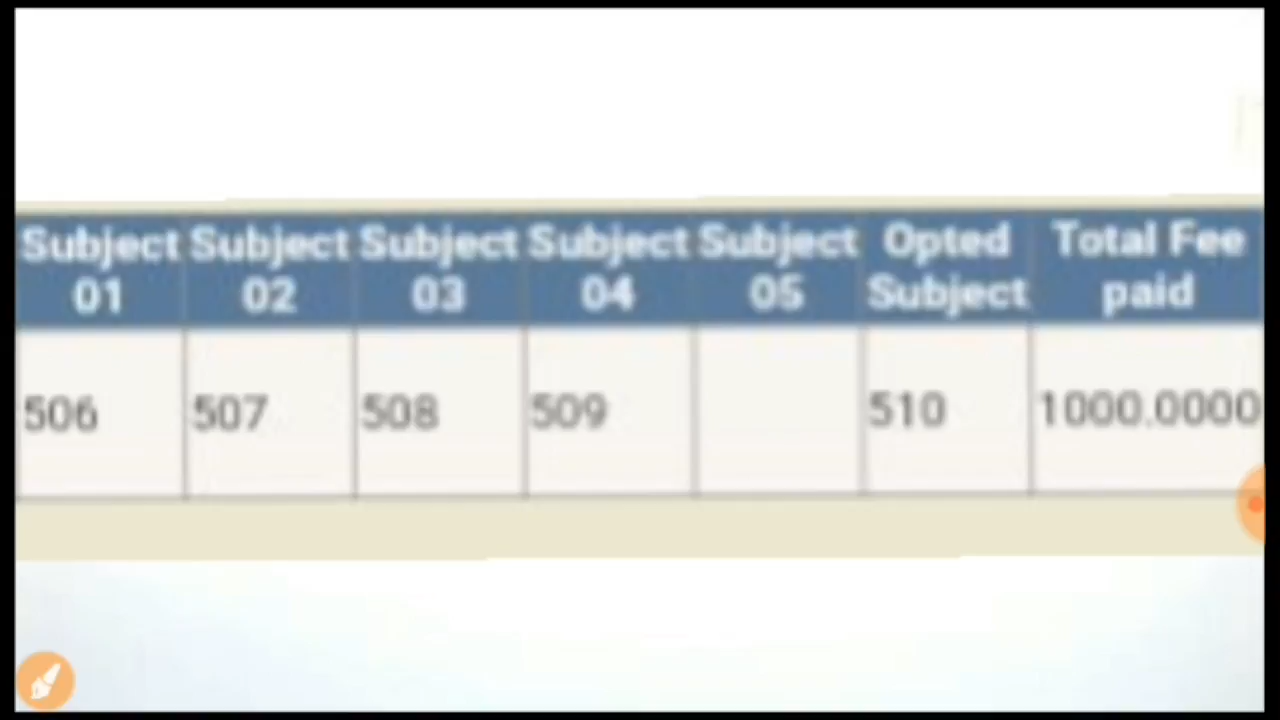 Subject Subject Subject Subject Subject Opted Total Fee
01 02 03 04 05 Subject paid
506 507 508 509 510 1000.0000